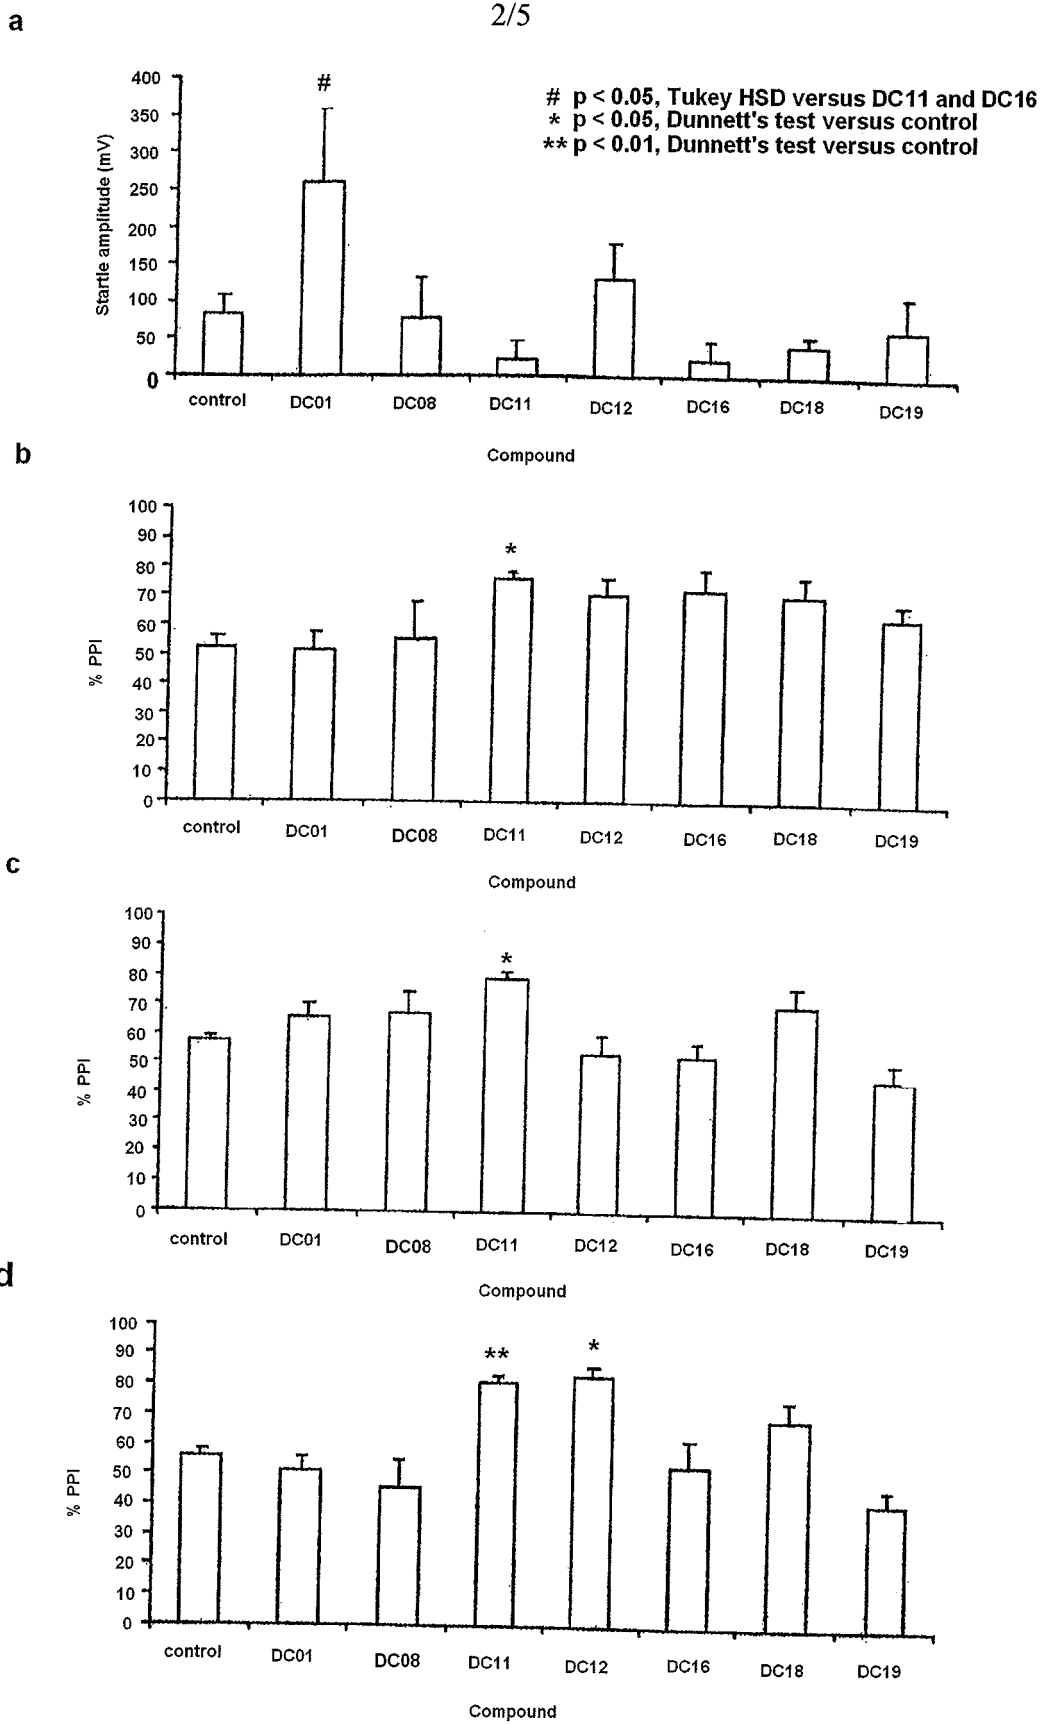 2/5
a
# p < 0.05, Tukey HSD versus DC11 and DC16
* p < 0.05, Dunnett's test versus control
** p < 0.01, Dunnett's test versus control
Startle amplitude (mV)
400
350
300
250
200
150
100
50
0
#
control DC01 DC08 DC11 DC12 DC16 DC18 DC19
Compound
b
% PPI
100
90
80
70
60
50
40
30
20
10
0
*
control DC01 DC08 DC11 DC12 DC16 DC18 DC19
Compound
c
% PPI
100
90
80
70
60
50
40
30
20
10
0
*
control DC01 DC08 DC11 DC12 DC16 DC18 DC19
Compound
d
% PPI
100
90
80
70
60
50
40
30
20
10
0
** *
control DC01 DC08 DC11 DC12 DC16 DC18 DC19
Compound